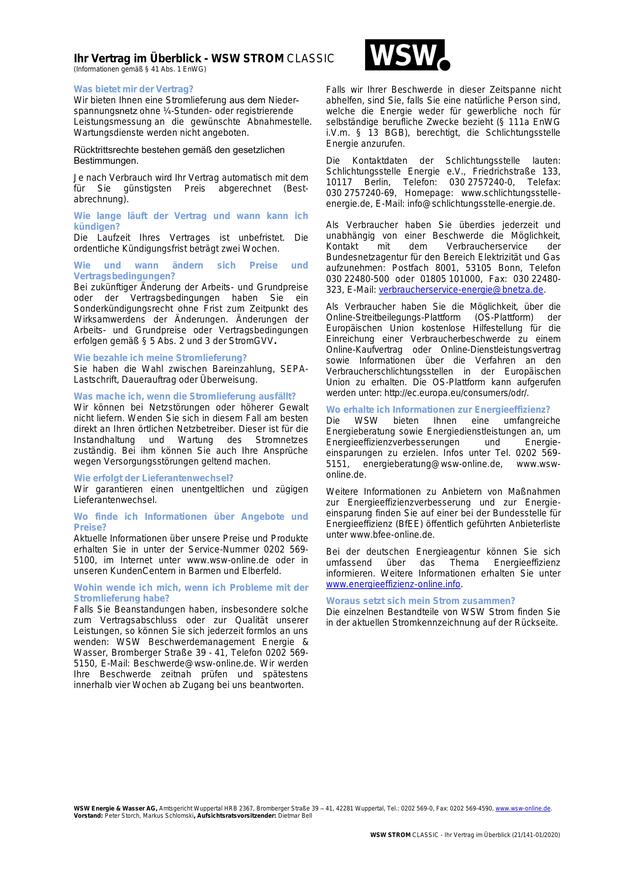 Ihr Vertrag im Überblick - WSW STROM CLASSIC
(Informationen gemäß § 41 Abs. 1 EnWG)
WSW.
Was bietet mir der Vertrag?
Wir bieten Ihnen eine Stromlieferung aus dem Nieder-
spannungsnetz ohne ¼-Stunden- oder registrierende
Leistungsmessung an die gewünschte Abnahmestelle.
Wartungsdienste werden nicht angeboten.
Rücktrittsrechte bestehen gemäß den gesetzlichen
Bestimmungen.
Je nach Verbrauch wird Ihr Vertrag automatisch mit dem
für Sie günstigsten Preis abgerechnet (Best-
abrechnung).
Wie lange läuft der Vertrag und wann kann ich
kündigen?
Die Laufzeit Ihres Vertrages ist unbefristet. Die
ordentliche Kündigungsfrist beträgt zwei Wochen.
Wie und wann ändern sich Preise und
Vertragsbedingungen?
Bei zukünftiger Änderung der Arbeits- und Grundpreise
oder der Vertragsbedingungen haben Sie ein
Sonderkündigungsrecht ohne Frist zum Zeitpunkt des
Wirksamwerdens der Änderungen. Änderungen der
Arbeits- und Grundpreise oder Vertragsbedingungen
erfolgen gemäß § 5 Abs. 2 und 3 der StromGVV.
Wie bezahle ich meine Stromlieferung?
Sie haben die Wahl zwischen Bareinzahlung, SEPA-
Lastschrift, Dauerauftrag oder Überweisung.
Was mache ich, wenn die Stromlieferung ausfällt?
Wir können bei Netzstörungen oder höherer Gewalt
nicht liefern. Wenden Sie sich in diesem Fall am besten
direkt an Ihren örtlichen Netzbetreiber. Dieser ist für die
Instandhaltung und Wartung des Stromnetzes
zuständig. Bei ihm können Sie auch Ihre Ansprüche
wegen Versorgungsstörungen geltend machen.
Wie erfolgt der Lieferantenwechsel?
Wir garantieren einen unentgeltlichen und zügigen
Lieferantenwechsel.
Wo finde ich Informationen über Angebote und
Preise?
Aktuelle Information über unsere Preise und Produkte
erhalten Sie in unter der Service-Nummer 0202 569-
5100, im Internet unter www.wsw-online.de oder in
unseren KundenCentern in Barmen und Elberfeld.
Wohin wende ich mich, wenn ich Probleme mit der
Stromlieferung habe?
Falls Sie Beanstandungen haben, insbesondere solche
zum Vertragsabschluss oder zur Qualität unserer
Leistungen, so können Sie sich jederzeit formlos an uns
wenden: WSW Beschwerdemanagement Energie &
Wasser, Bromberger Straße 39 - 41, Telefon 0202 569-
5150, E-Mail: Beschwerde@wsw-online.de. Wir werden
Ihre Beschwerde zeitnah prüfen und spätestens
innerhalb vier Wochen ab Zugang bei uns beantworten.
Falls wir Ihrer Beschwerde in dieser Zeitspanne nicht
abhelfen, sind Sie, falls Sie eine natürliche Person sind,
welche die Energie weder für gewerbliche noch für
selbständige berufliche Zwecke bezieht (§ 111a EnWG
i.V.m. § 13 BGB), berechtigt, die Schlichtungsstelle
Energie anzurufen.
Die Kontaktdaten der Schlichtungsstelle lauten:
Schlichtungsstelle Energie e.V., Friedrichstraße 133,
10117 Berlin, Telefon: 030 2757240-0, Telefax:
030 2757240-69, Homepage: www.schlichtungsstelle-
energie.de, E-Mail: info@schlichtungsstelle-energie.de.
Als Verbraucher haben Sie überdies jederzeit und
unabhängig von einer Beschwerde die Möglichkeit,
Kontakt mit dem Verbraucherservice der
Bundesnetzagentur für den Bereich Elektrizität und Gas
aufzunehmen: Postfach 8001, 53105 Bonn, Telefon
030 22480-500 oder 01805 101000, Fax: 030 22480-
323, E-Mail: verbraucherservice-energie@bnetza.de.
Als Verbraucher haben Sie die Möglichkeit, über die
Online-Streitbeilegungs-Plattform (OS-Plattform) der
Europäischen Union kostenlose Hilfestellung für die
Einreichung einer Verbraucherbeschwerde zu einem
Online-Kaufvertrag oder Online-Dienstleistungsvertrag
sowie Informationen über die Verfahren an den
Verbraucherschlichtungsstellen in der Europäischen
Union zu erhalten. Die OS-Plattform kann aufgerufen
werden unter: http://ec.europa.eu/consumers/odr/.
Wo erhalte ich Informationen zur Energieeffizienz?
Die WSW bieten Ihnen eine umfangreiche
Energieberatung sowie Energiedienstleistungen an, um
Energieeffizienzverbesserungen und Energie-
einsparungen zu erzielen. Infos unter Tel. 0202 569-
5151, energieberatung@wsw-online.de, www.wsw-
online.de.
Weitere Informationen zu Anbietern von Maßnahmen
zur Energieeffizienzverbesserung und zur Energie-
einsparung finden Sie auf einer bei der Bundesstelle für
Energieeffizienz (BfEE) öffentlich geführten Anbieterliste
unter www.bfee-online.de.
Bei der deutschen Energieagentur können Sie sich
umfassend über das Thema Energieeffizienz
informieren. Weitere Informationen erhalten Sie unter
www.energieeffizienz-online.info.
Woraus setzt sich mein Strom zusammen?
Die einzelnen Bestandteile von WSW Strom finden Sie
in der aktuellen Stromkennzeichnung auf der Rückseite.
WSW Energie & Wasser AG, Amtsgericht Wuppertal HRB 2367, Bromberger Straße 39 – 41, 42281 Wuppertal, Tel.: 0202 569-0, Fax: 0202 569-4590, www.wsw-online.de.
Vorstand: Peter Storch, Markus Schlomski, Aufsichtsratsvorsitzender: Dietmar Bell
WSW STROM CLASSIC - Ihr Vertrag im Überblick (21/141-01/2020)